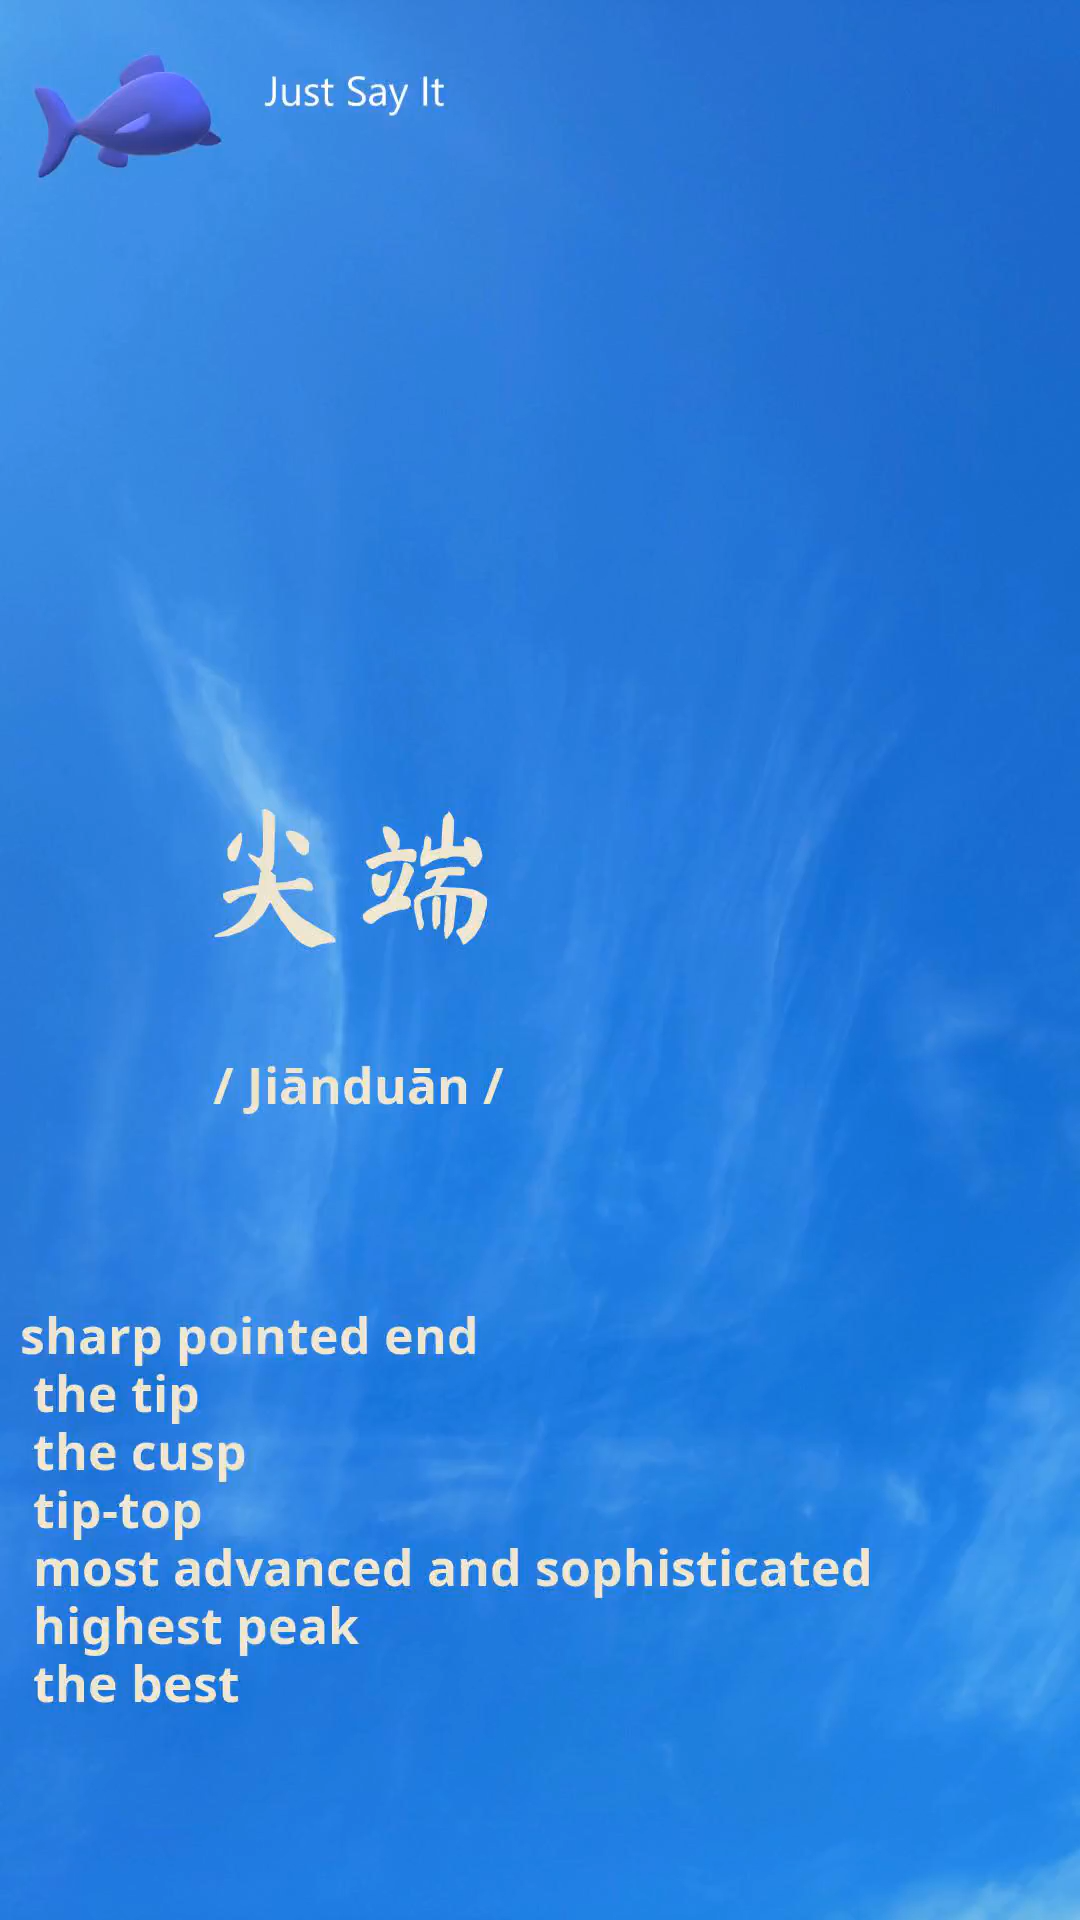 Just Say It
尖端
/ Jiānduān /
sharp pointed end
the tip
the cusp
tip-top
most advanced and sophisticated
highest peak
the best